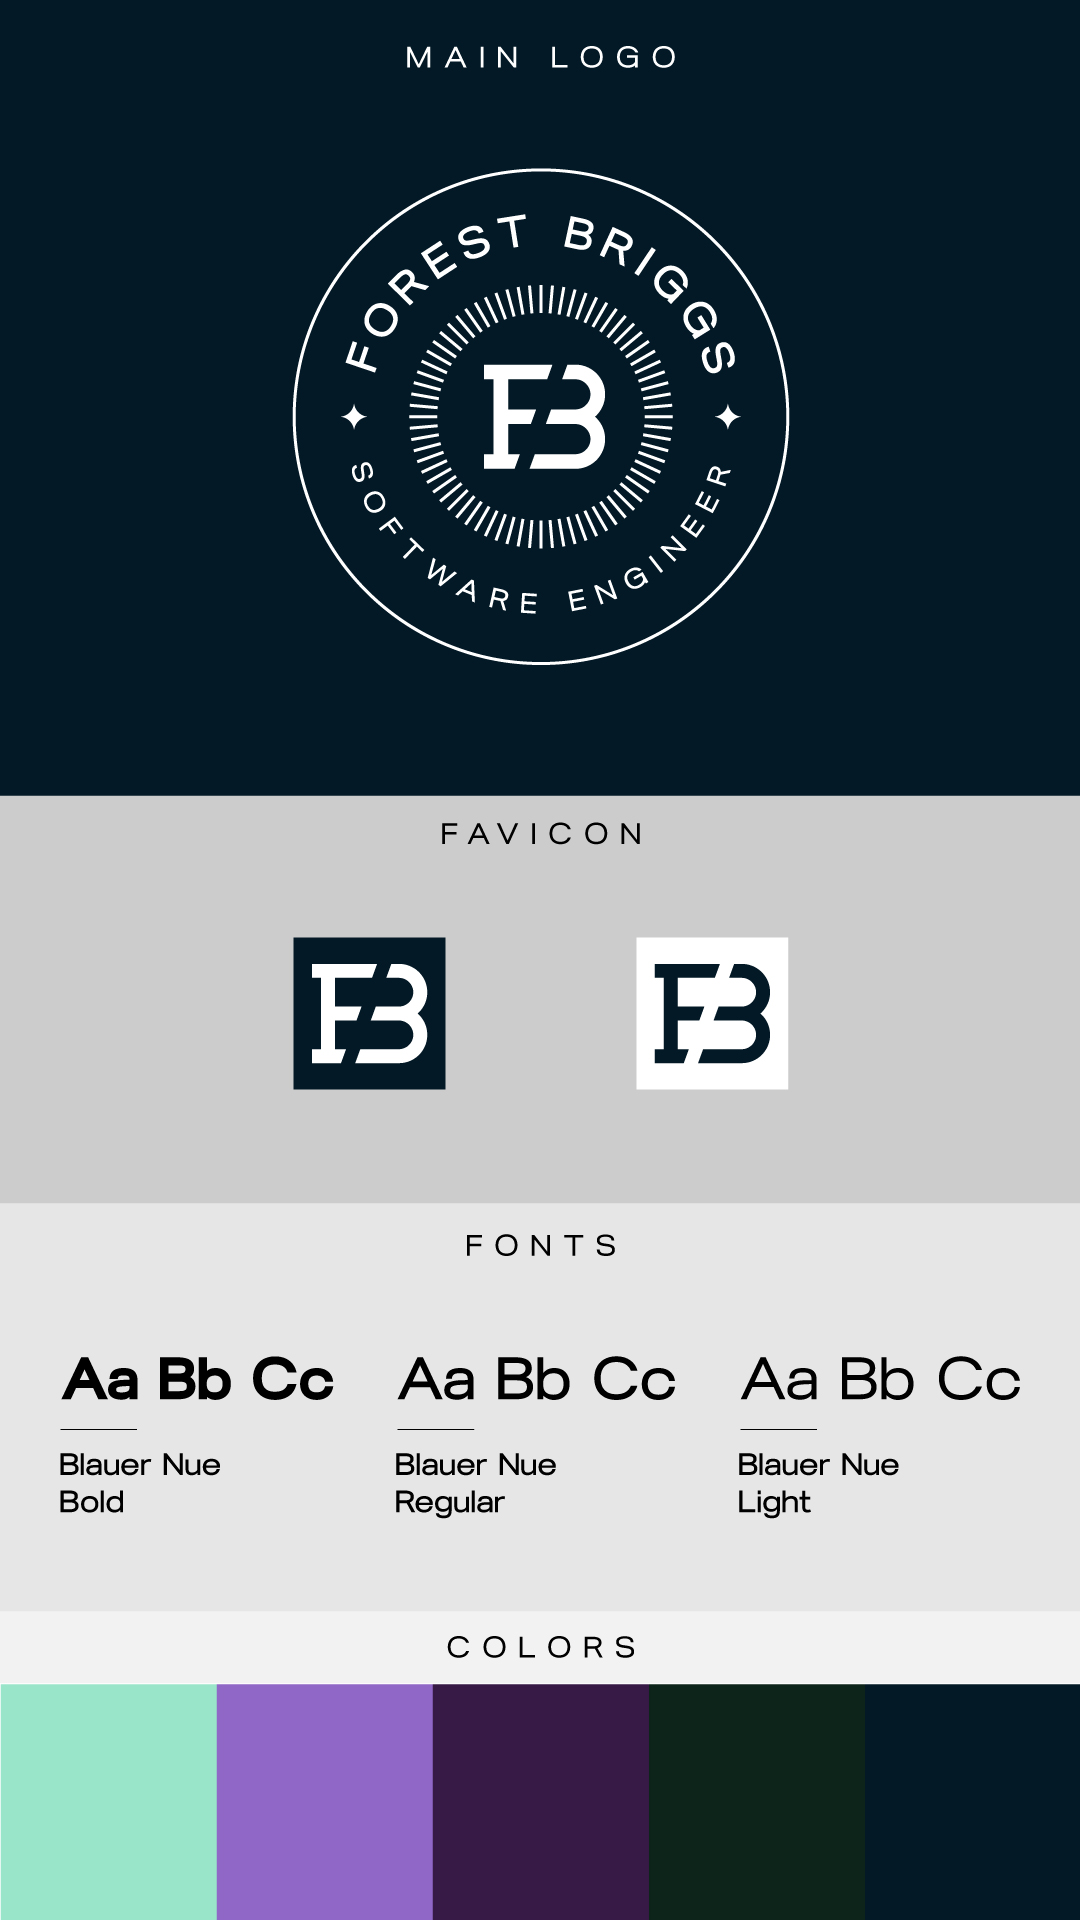 MAIN LOGO
FOREST BRIGGS
FB
SOFTWARE ENGINEER
FAVICON
FB
FB
FONTS
Aa Bb Cc
Blauer Nue
Bold
Aa Bb Cc
Blauer Nue
Regular
Aa Bb Cc
Blauer Nue
Light
COLORS